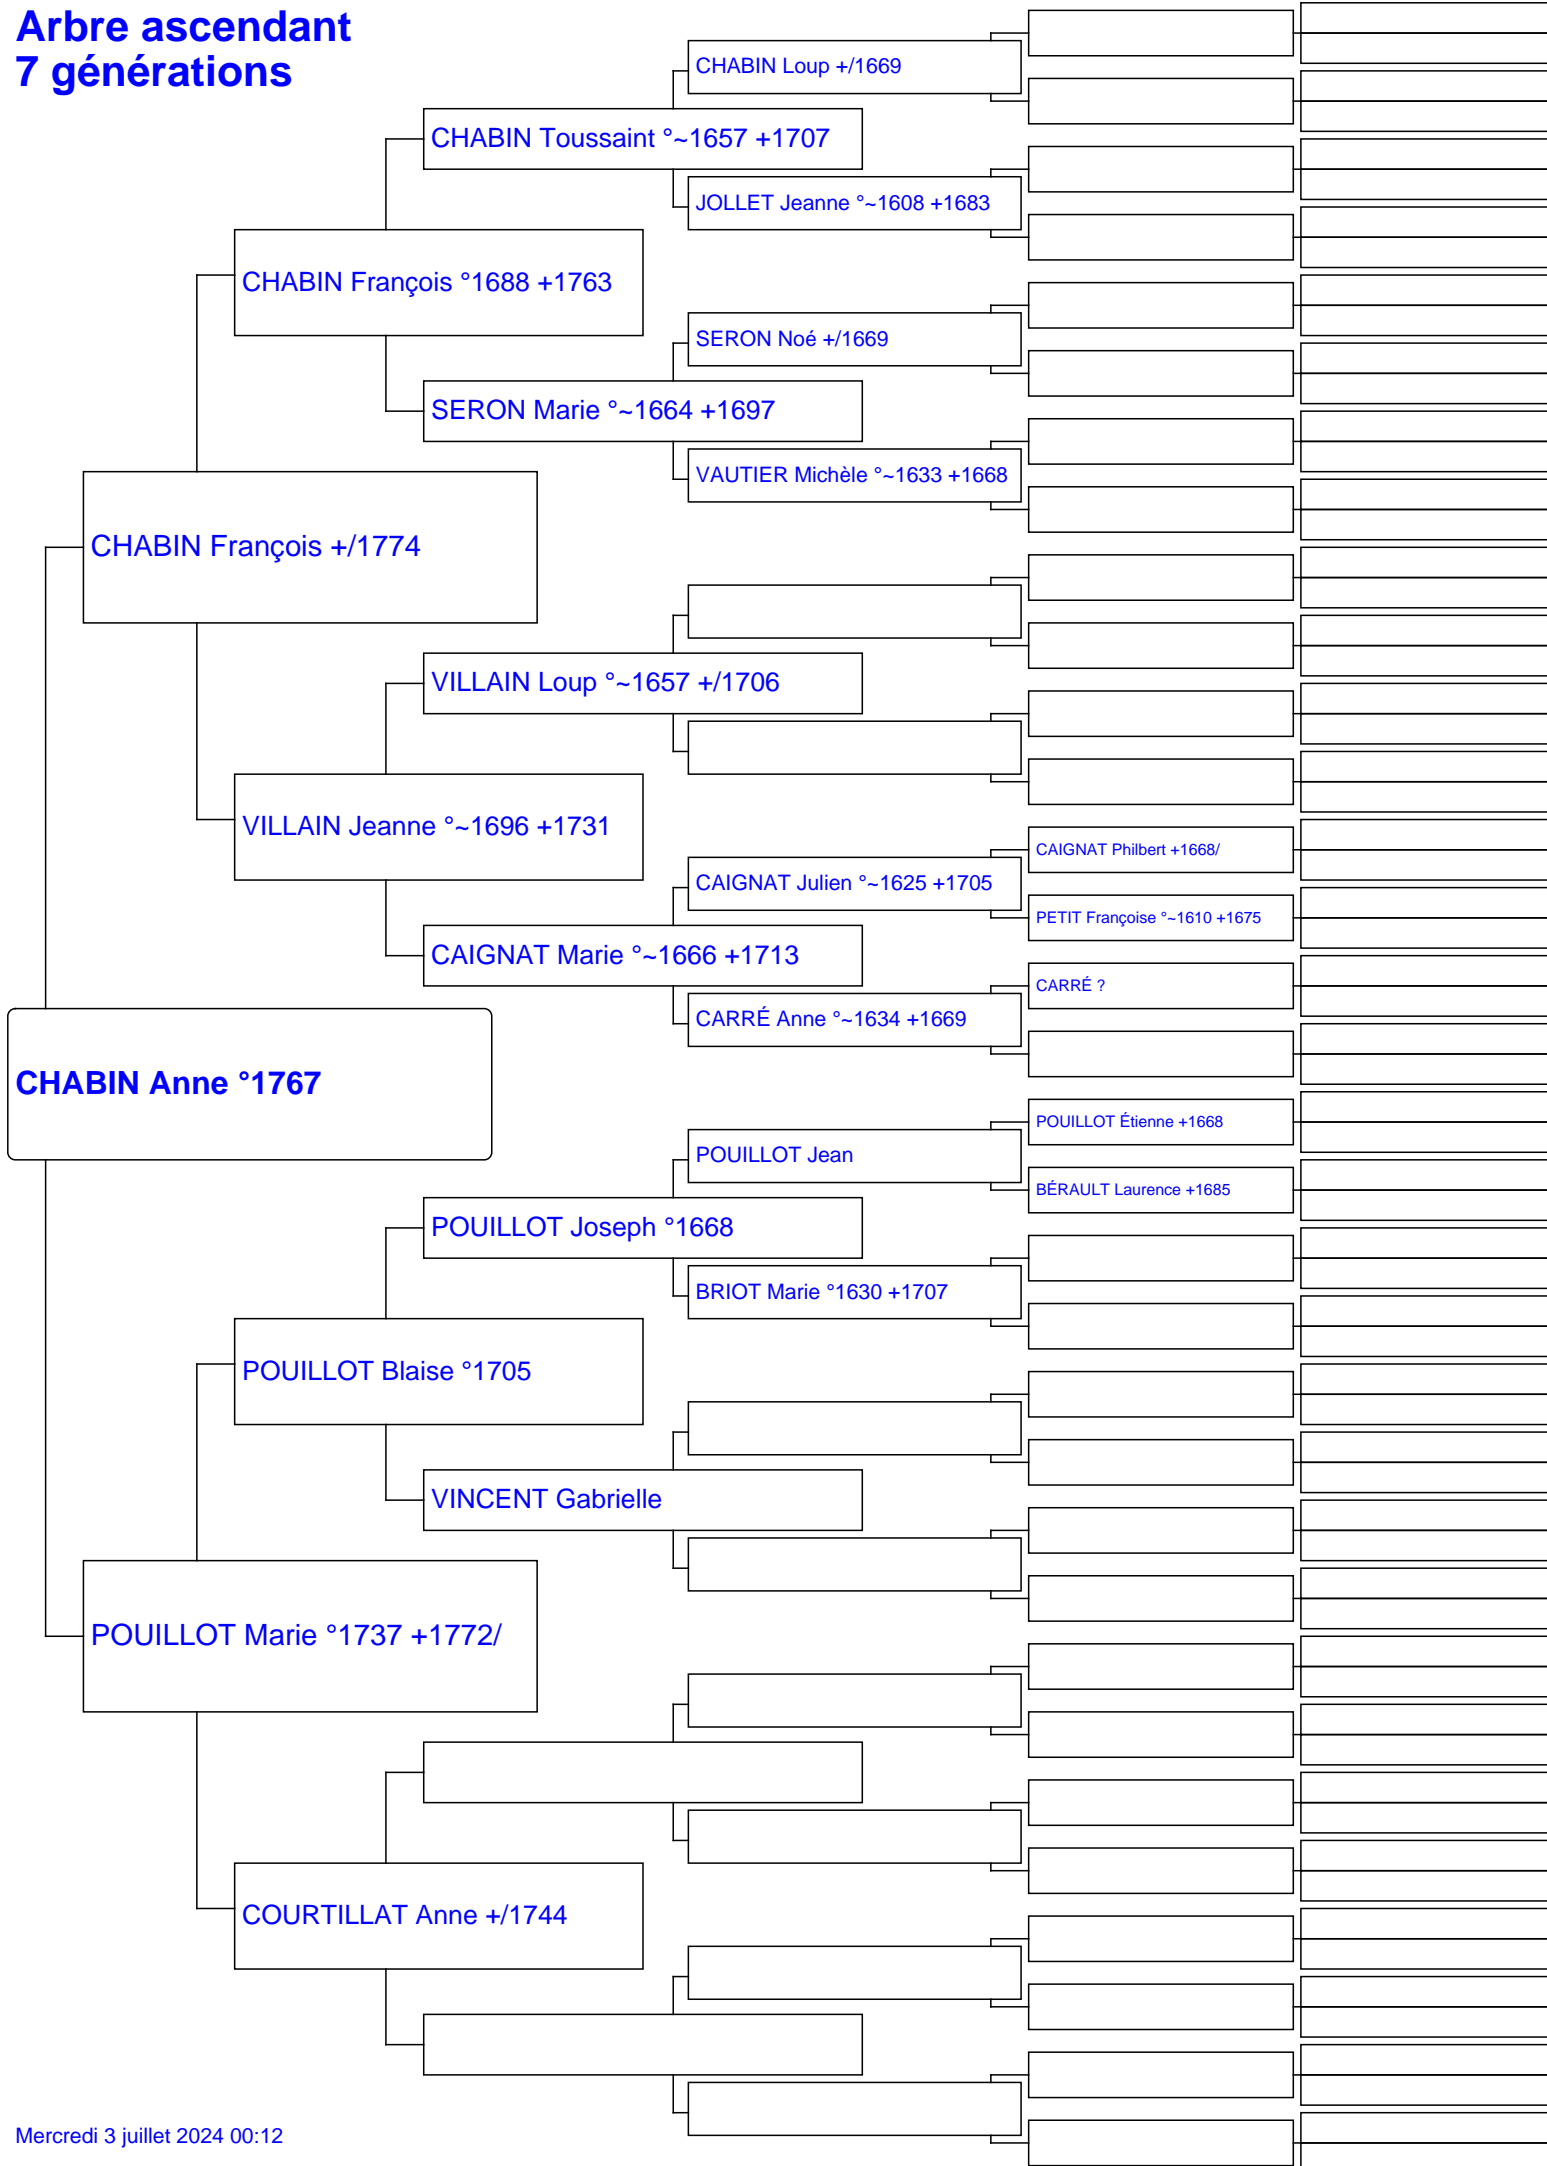 Arbre ascendant
7 générations
CHABIN Loup +/1669
CHABIN Toussaint °~1657 +1707
JOLLET Jeanne °~1608 +1683
CHABIN François °1688 +1763
SERON Noé +/1669
SERON Marie °~1664 +1697
VAUTIER Michèle °~1633 +1668
CHABIN François +/1774
VILLAIN Loup °~1657 +/1706
VILLAIN Jeanne °~1696 +1731
CAIGNAT Philbert +1668/
CAIGNAT Julien °~1625 +1705
PETIT Françoise °~1610 +1675
CAIGNAT Marie °~1666 +1713
CARRÉ ?
CARRÉ Anne °~1634 +1669
CHABIN Anne °1767
POUILLOT Étienne +1668
POUILLOT Jean
BÉRAULT Laurence +1685
POUILLOT Joseph °1668
BRIOT Marie °1630 +1707
POUILLOT Blaise °1705
VINCENT Gabrielle
POUILLOT Marie °1737 +1772/
COURTILLAT Anne +/1744
Mercredi 3 juillet 2024 00:12